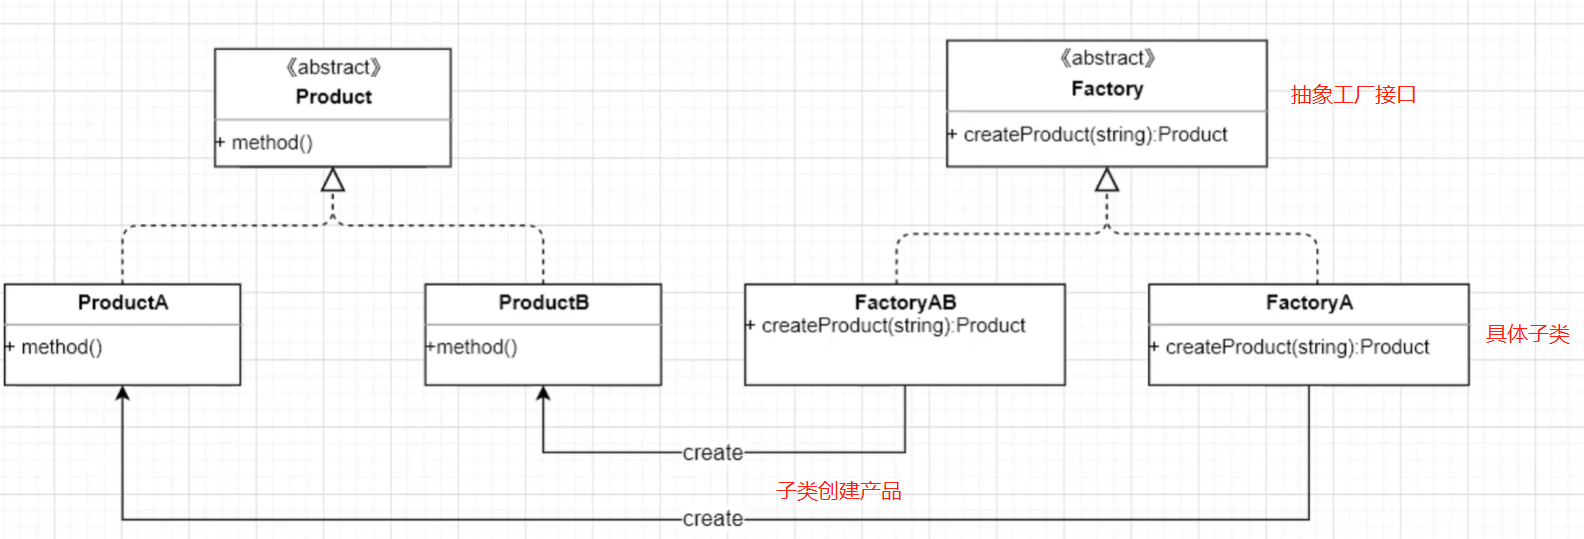 《abstract》
Product
+ method()
《abstract》
Factory
+ createProduct(string):Product
抽象工厂接口
ProductA
+ method()
ProductB
+method()
FactoryAB
+ createProduct(string):Product
FactoryA
+ createProduct(string):Product
具体子类
create
子类创建产品
create